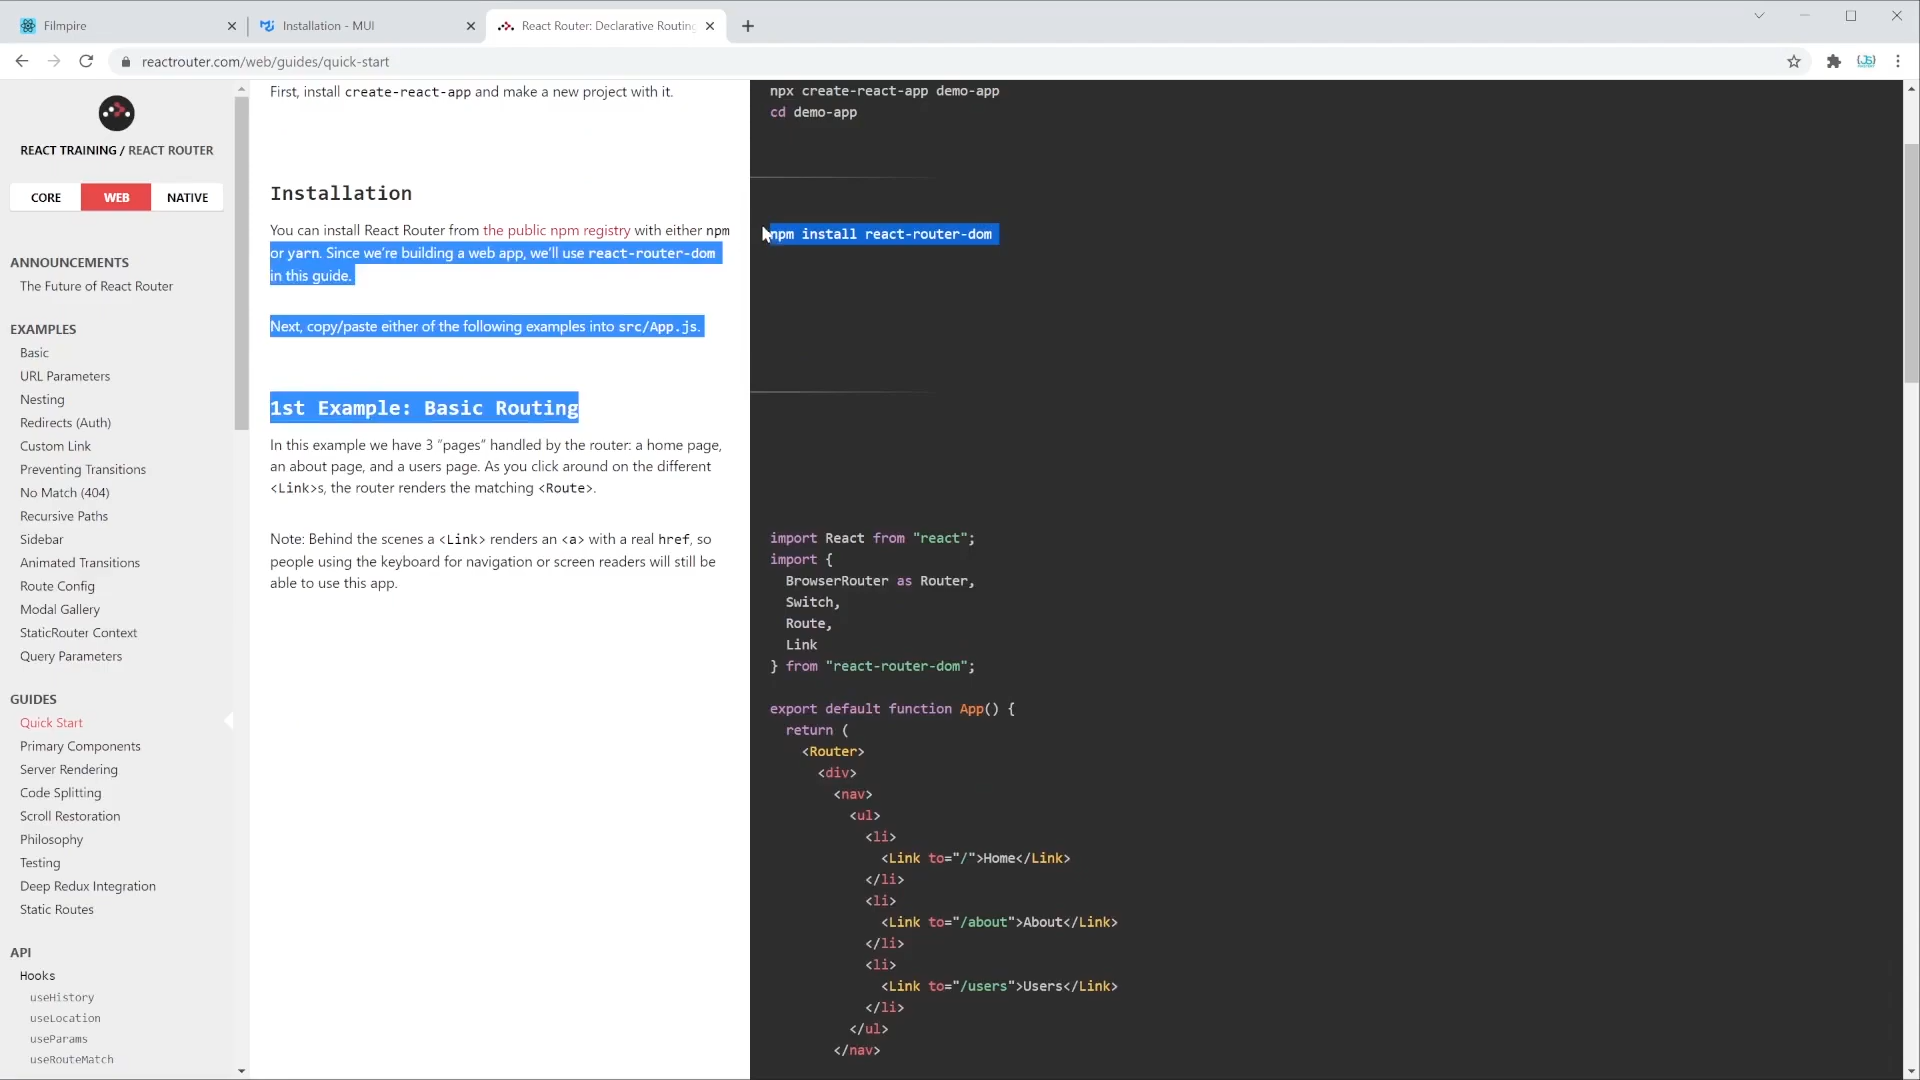 Filmpire
Installation - MUI
React Router: Declarative Routing
reactrouter.com/web/guides/quick-start
REACT TRAINING / REACT ROUTER
CORE
WEB
NATIVE
ANNOUNCEMENTS
The Future of React Router
EXAMPLES
Basic
URL Parameters
Nesting
Redirects (Auth)
Custom Link
Preventing Transitions
No Match (404)
Recursive Paths
Sidebar
Animated Transitions
Route Config
Modal Gallery
StaticRouter Context
Query Parameters
GUIDES
Quick Start
Primary Components
Server Rendering
Code Splitting
Scroll Restoration
Philosophy
Testing
Deep Redux Integration
Static Routes
API
Hooks
useHistory
useLocation
useParams
useRouteMatch
First, install create-react-app and make a new project with it.
Installation
You can install React Router from the public npm registry with either npm
or yarn. Since we're building a web app, we'll use react-router-dom
in this guide.
Next, copy/paste either of the following examples into src/App.js.
1st Example: Basic Routing
In this example we have 3 "pages" handled by the router: a home page,
an about page, and a users page. As you click around on the different
<Link>s, the router renders the matching <Route>.
Note: Behind the scenes a <Link> renders an <a> with a real href, so
people using the keyboard for navigation or screen readers will still be
able to use this app.
npx create-react-app demo-app
cd demo-app
npm install react-router-dom
import React from "react";
import {
BrowserRouter as Router,
Switch,
Route,
Link
} from "react-router-dom";
export default function App() {
return (
<Router>
<div>
<nav>
<ul>
<li>
<Link to="/">Home</Link>
</li>
<li>
<Link to="/about">About</Link>
</li>
<li>
<Link to="/users">Users</Link>
</li>
</ul>
</nav>